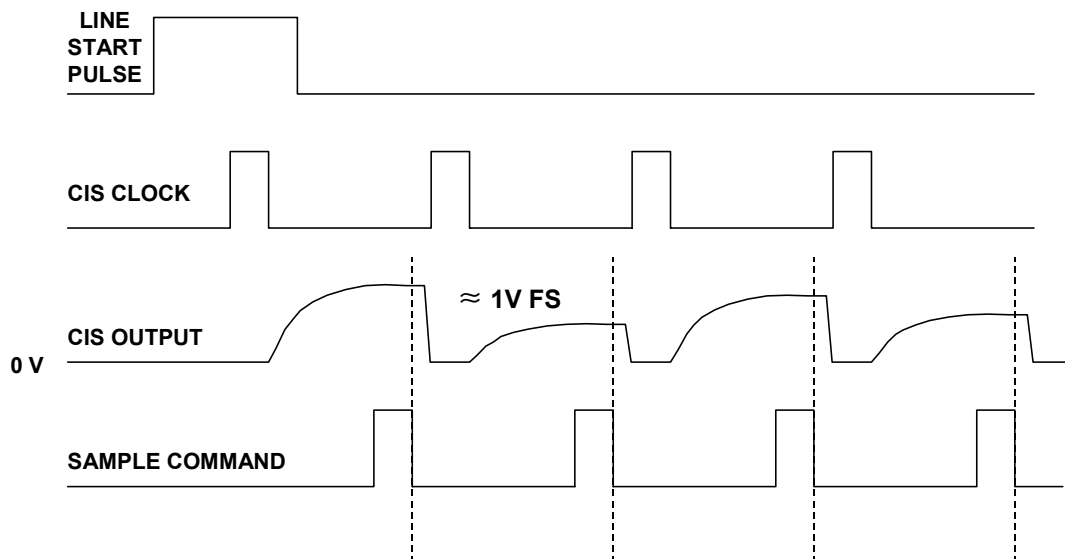 LINE
START
PULSE
CIS CLOCK
≈ 1V FS
CIS OUTPUT
0 V
SAMPLE COMMAND